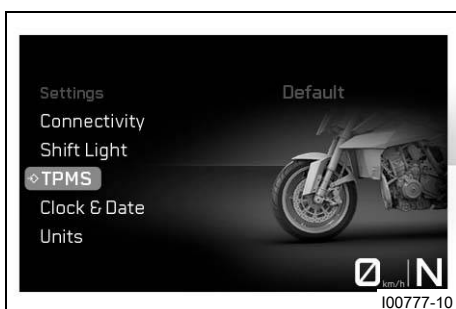 Settings
Default
Connectivity
Shift Light
TPMS
Clock & Date
Units
0 km/h N
I00777-10